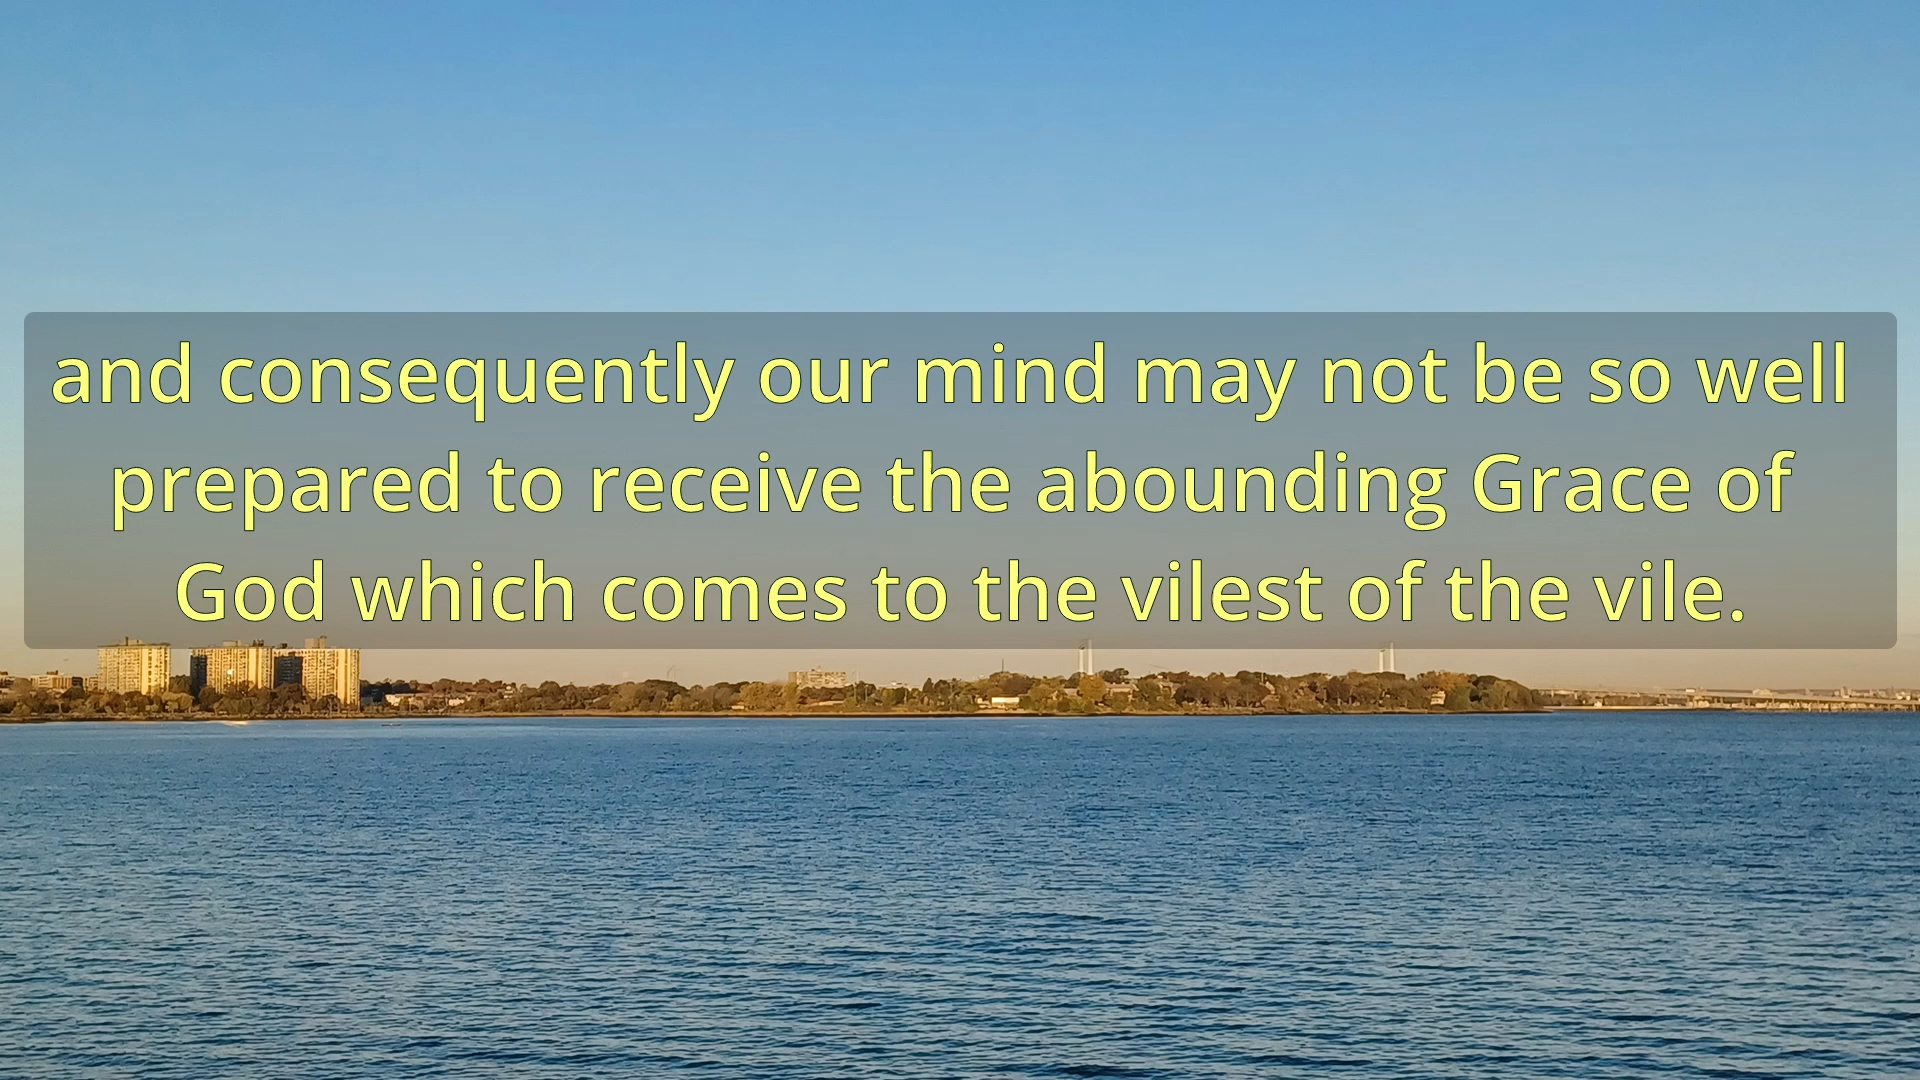 and consequently our mind may not be so well
prepared to receive the abounding Grace of
God which comes to the vilest of the vile.